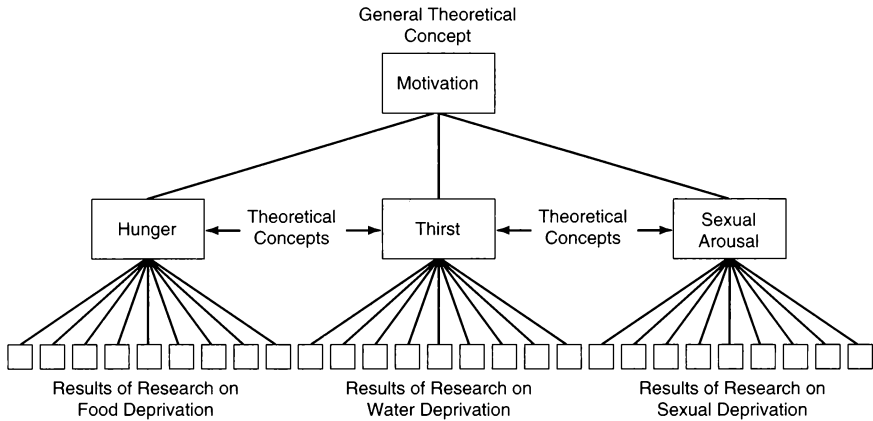 General Theoretical
Concept
Motivation
Hunger
Theoretical
Concepts
Thirst
Theoretical
Concepts
Sexual
Arousal
Results of Research on
Food Deprivation
Results of Research on
Water Deprivation
Results of Research on
Sexual Deprivation